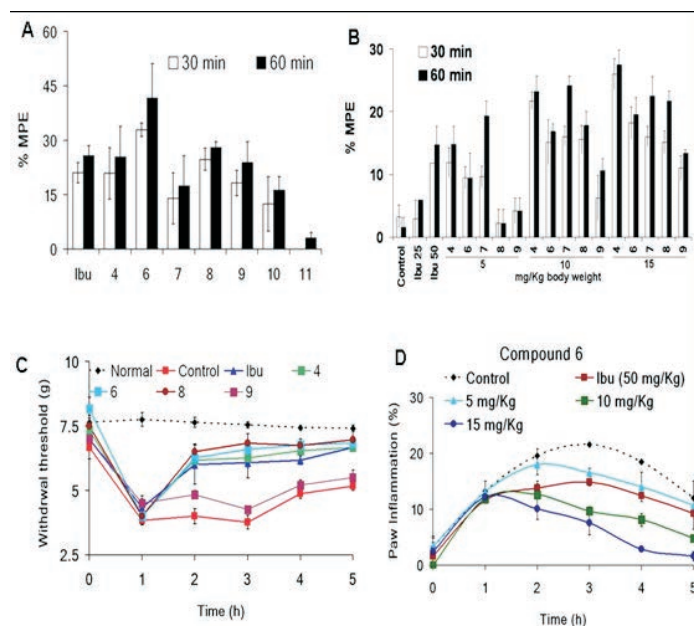 A
60
45
30
15
0
% MPE
30 min
60 min
Ibu 4 6 7 8 9 10 11
B
30
20
10
0
% MPE
30 min
60 min
Control
Ibu 25
Ibu 50
4 6 7 8 9 4 6 7 8 9 4 6 7 8 9
5 10 15
mg/Kg body weight
C
10
7.5
5
2.5
Withdrwal threshold (g)
Normal Control Ibu 4
6 8 9
0 1 2 3 4 5
Time (h)
D
Compound 6
Control Ibu (50 mg/Kg)
5 mg/Kg 10 mg/Kg
15 mg/Kg
40
30
20
10
0
Paw Inflammation (%)
0 1 2 3 4 5
Time (h)